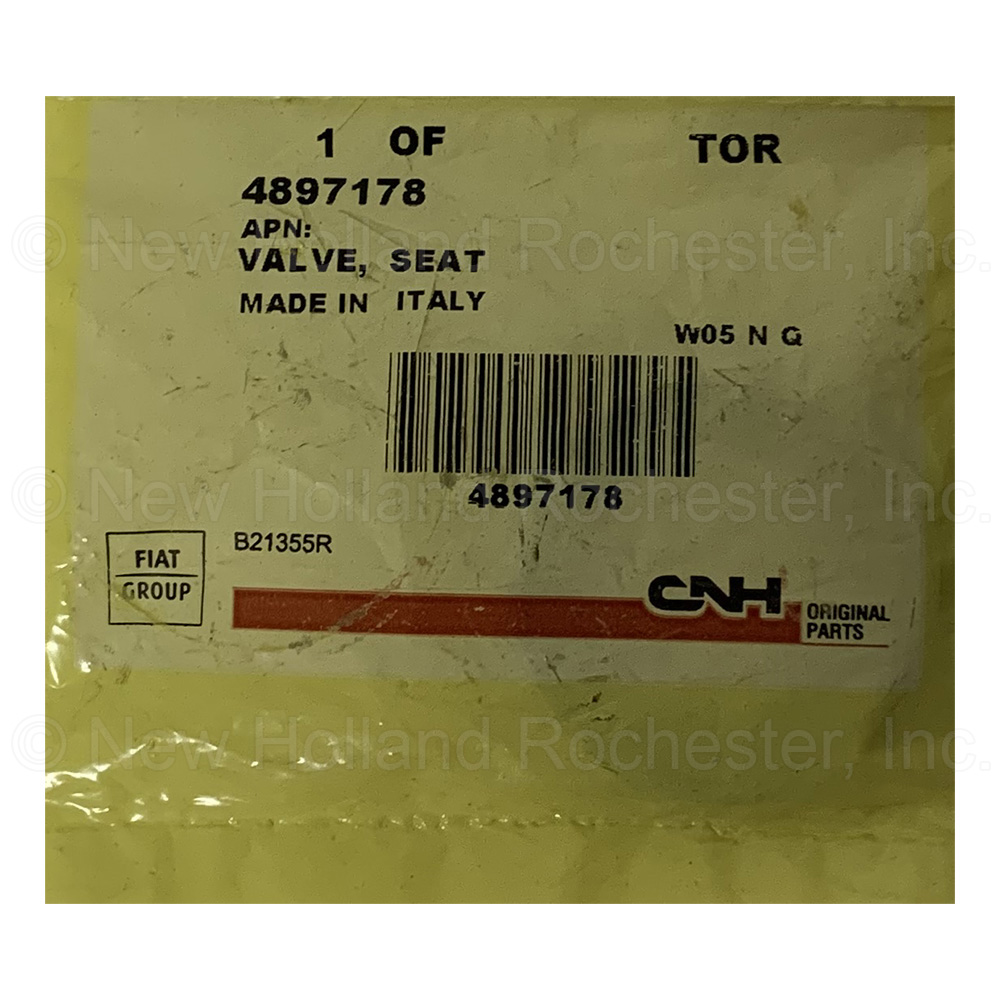 1 OF TOR
4897178
APN:
VALVE, SEAT
MADE IN ITALY
W05 N Q
4897178
FIAT
GROUP
B21355R
CNH
ORIGINAL
PARTS
© New Holland Rochester, Inc.
© New Holland Rochester, Inc.
© New Holland Rochester, Inc.